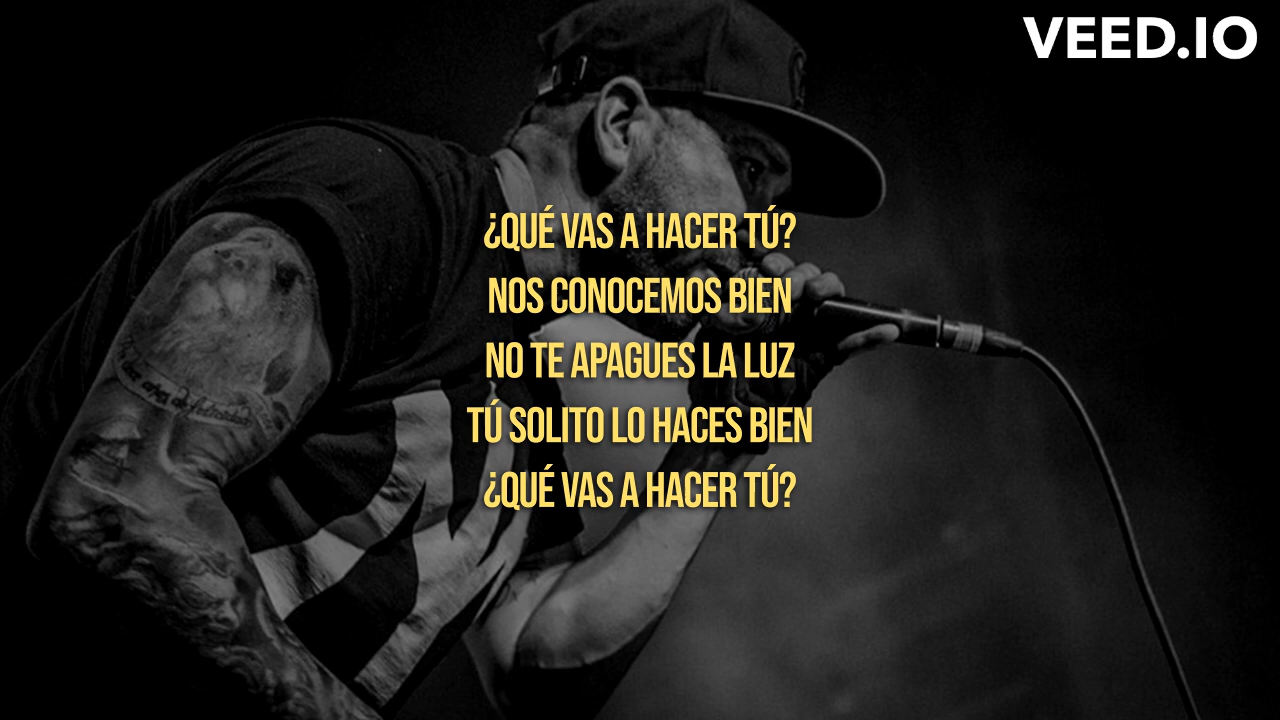 VEED.IO
¿QUÉ VAS A HACER TÚ?
NOS CONOCEMOS BIEN
NO TE APAGUES LA LUZ
TÚ SOLITO LO HACES BIEN
¿QUÉ VAS A HACER TÚ?